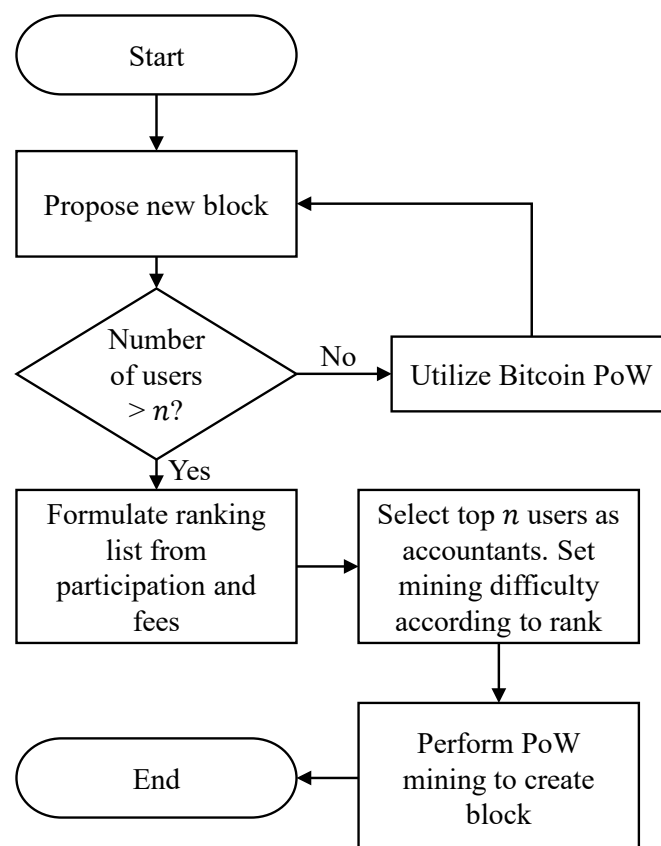 Start
Propose new block
Number
of users
> n?
No
Utilize Bitcoin PoW
Yes
Formulate ranking
list from
participation and
fees
Select top n users as
accountants. Set
mining difficulty
according to rank
Perform PoW
mining to create
block
End